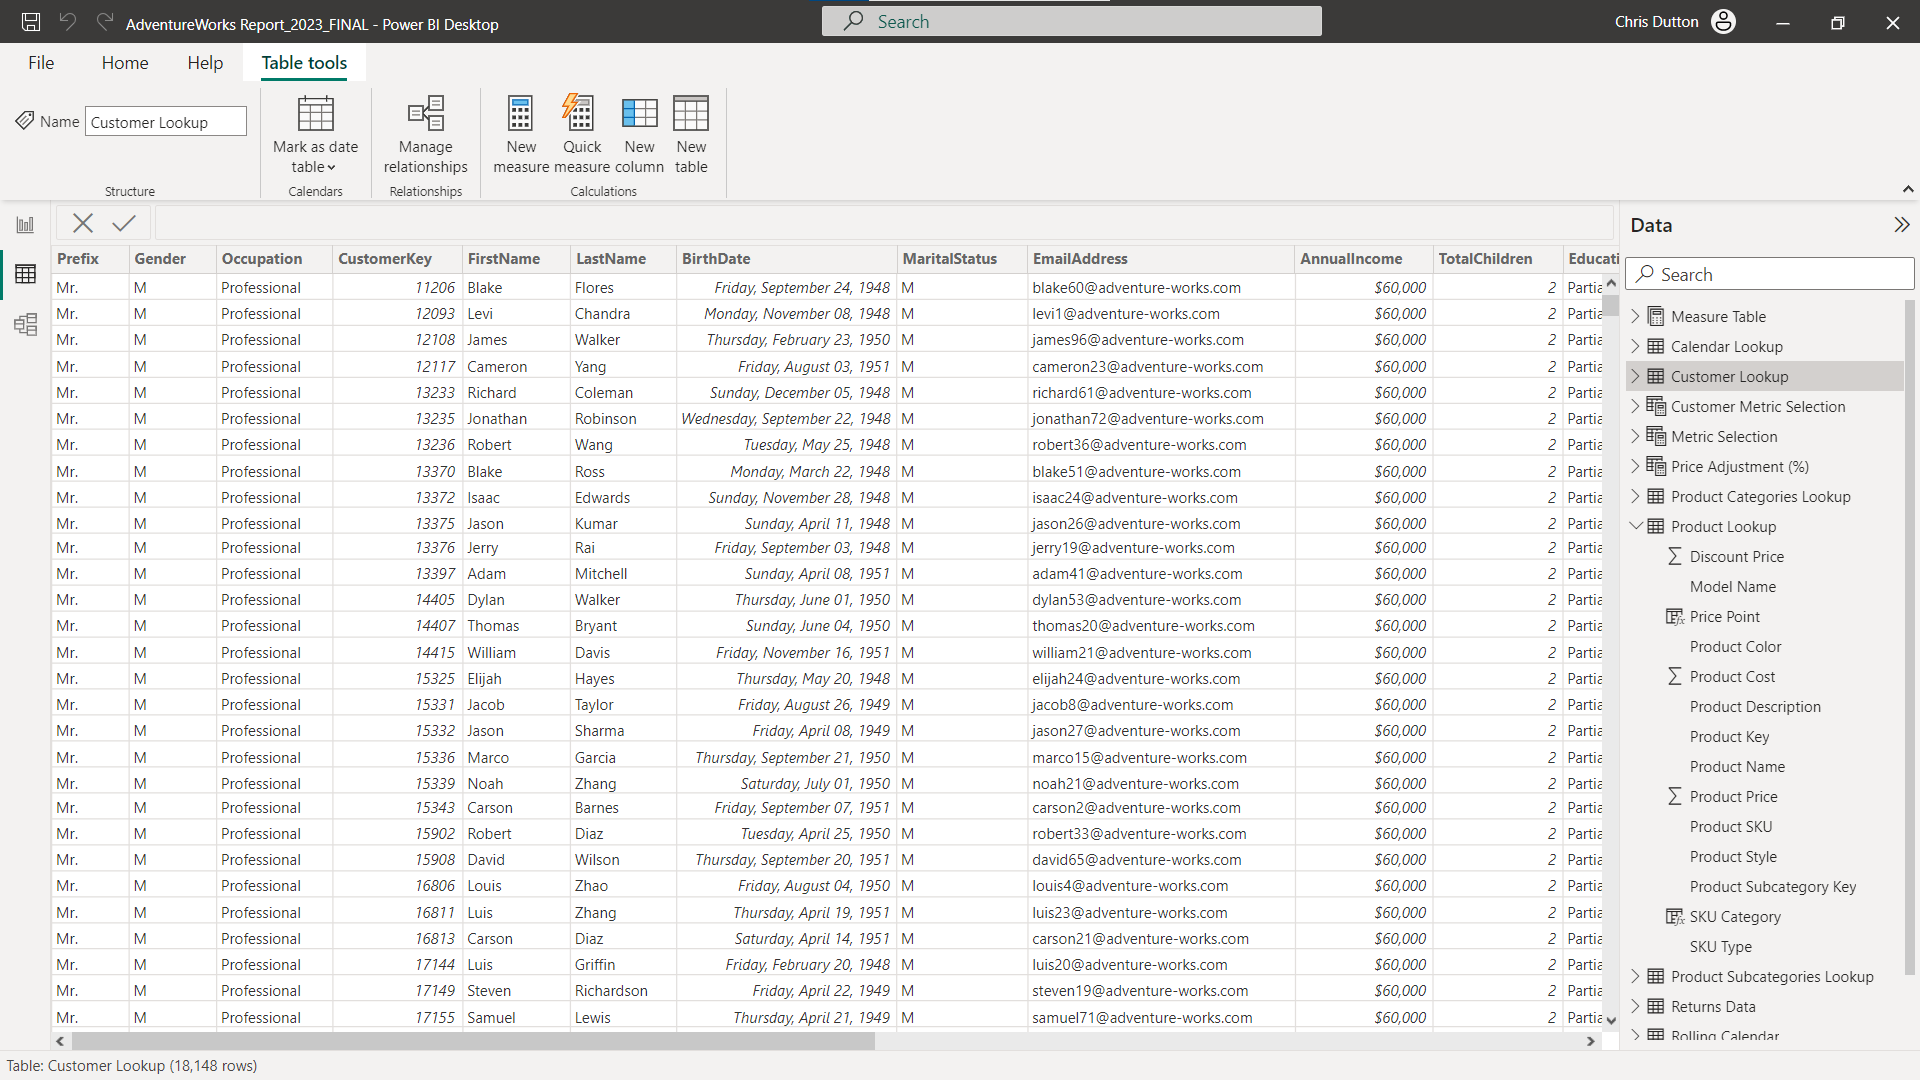 AdventureWorks Report_2023_FINAL - Power BI Desktop
Search
Chris Dutton
File Home Help Table tools
Name Customer Lookup
Mark as date table
Manage relationships
New measure
Quick measure
New column
New table
Structure Calendars Relationships Calculations
Prefix Gender Occupation CustomerKey FirstName LastName BirthDate MaritalStatus EmailAddress AnnualIncome TotalChildren Educati
Mr. M Professional 11206 Blake Flores Friday, September 24, 1948 M blake60@adventure-works.com $60,000 2 Partia
Mr. M Professional 12093 Levi Chandra Monday, November 08, 1948 M levi1@adventure-works.com $60,000 2 Partia
Mr. M Professional 12108 James Walker Thursday, February 23, 1950 M james96@adventure-works.com $60,000 2 Partia
Mr. M Professional 12117 Cameron Yang Friday, August 03, 1951 M cameron23@adventure-works.com $60,000 2 Partia
Mr. M Professional 13233 Richard Coleman Sunday, December 05, 1948 M richard61@adventure-works.com $60,000 2 Partia
Mr. M Professional 13235 Jonathan Robinson Wednesday, September 22, 1948 M jonathan72@adventure-works.com $60,000 2 Partia
Mr. M Professional 13236 Robert Wang Tuesday, May 25, 1948 M robert36@adventure-works.com $60,000 2 Partia
Mr. M Professional 13370 Blake Ross Monday, March 22, 1948 M blake51@adventure-works.com $60,000 2 Partia
Mr. M Professional 13372 Isaac Edwards Sunday, November 28, 1948 M isaac24@adventure-works.com $60,000 2 Partia
Mr. M Professional 13375 Jason Kumar Sunday, April 11, 1948 M jason26@adventure-works.com $60,000 2 Partia
Mr. M Professional 13376 Jerry Rai Friday, September 03, 1948 M jerry19@adventure-works.com $60,000 2 Partia
Mr. M Professional 13397 Adam Mitchell Sunday, April 08, 1951 M adam41@adventure-works.com $60,000 2 Partia
Mr. M Professional 14405 Dylan Walker Thursday, June 01, 1950 M dylan53@adventure-works.com $60,000 2 Partia
Mr. M Professional 14407 Thomas Bryant Sunday, June 04, 1950 M thomas20@adventure-works.com $60,000 2 Partia
Mr. M Professional 14415 William Davis Friday, November 16, 1951 M william21@adventure-works.com $60,000 2 Partia
Mr. M Professional 15325 Elijah Hayes Thursday, May 20, 1948 M elijah24@adventure-works.com $60,000 2 Partia
Mr. M Professional 15331 Jacob Taylor Friday, August 26, 1949 M jacob8@adventure-works.com $60,000 2 Partia
Mr. M Professional 15332 Jason Sharma Friday, April 08, 1949 M jason27@adventure-works.com $60,000 2 Partia
Mr. M Professional 15336 Marco Garcia Thursday, September 21, 1950 M marco15@adventure-works.com $60,000 2 Partia
Mr. M Professional 15339 Noah Zhang Saturday, July 01, 1950 M noah21@adventure-works.com $60,000 2 Partia
Mr. M Professional 15343 Carson Barnes Friday, September 07, 1951 M carson2@adventure-works.com $60,000 2 Partia
Mr. M Professional 15902 Robert Diaz Tuesday, April 25, 1950 M robert33@adventure-works.com $60,000 2 Partia
Mr. M Professional 15908 David Wilson Thursday, September 20, 1951 M david65@adventure-works.com $60,000 2 Partia
Mr. M Professional 16806 Louis Zhao Friday, August 04, 1950 M louis4@adventure-works.com $60,000 2 Partia
Mr. M Professional 16811 Luis Zhang Thursday, April 19, 1951 M luis23@adventure-works.com $60,000 2 Partia
Mr. M Professional 16813 Carson Diaz Saturday, April 14, 1951 M carson21@adventure-works.com $60,000 2 Partia
Mr. M Professional 17144 Luis Griffin Friday, February 20, 1948 M luis20@adventure-works.com $60,000 2 Partia
Mr. M Professional 17149 Steven Richardson Friday, April 22, 1949 M steven19@adventure-works.com $60,000 2 Partia
Mr. M Professional 17155 Samuel Lewis Thursday, April 21, 1949 M samuel71@adventure-works.com $60,000 2 Partia
Data
Search
Measure Table
Calendar Lookup
Customer Lookup
Customer Metric Selection
Metric Selection
Price Adjustment (%)
Product Categories Lookup
Product Lookup
Discount Price
Model Name
Price Point
Product Color
Product Cost
Product Description
Product Key
Product Name
Product Price
Product SKU
Product Style
Product Subcategory Key
SKU Category
SKU Type
Product Subcategories Lookup
Returns Data
Rolling Calendar
Table: Customer Lookup (18,148 rows)